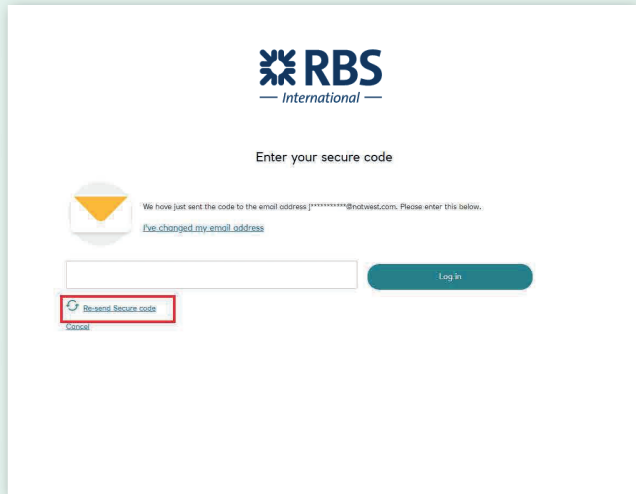 RBS
International
Enter your secure code
We have just sent the code to the email address j***********@natwest.com. Please enter this below.
I've changed my email address
Log in
Re-send Secure code
Cancel